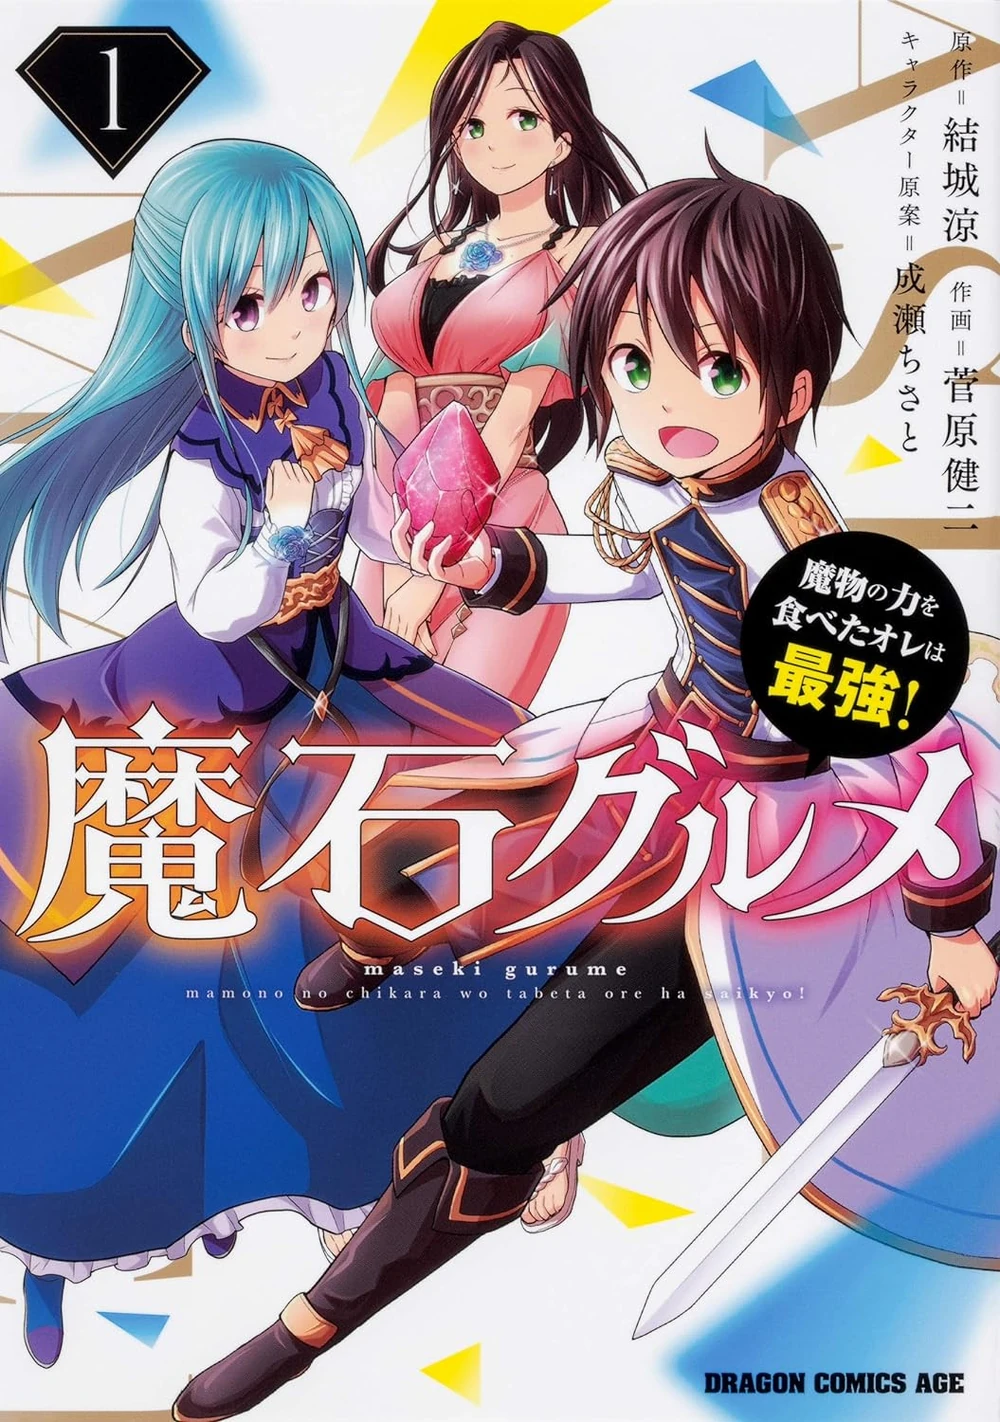 1
原作＝結城涼 作画＝菅原健二
キャラクター原案＝成瀬ちさと
魔物の力を
食べたオレは
最強！
魔石グルメ
maseki gurume
mamono no chikara wo tabeta ore ha saikyo!
DRAGON COMICS AGE